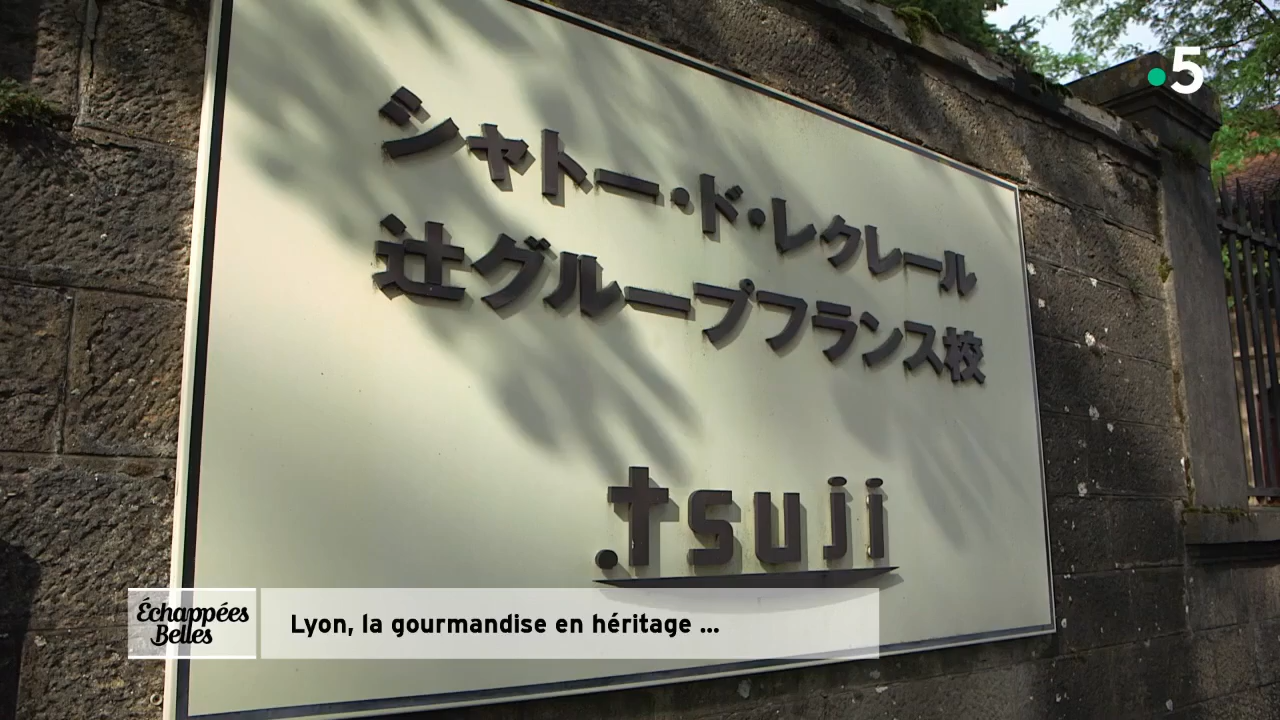 5
シャトー・ド・レクレール
辻グループフランス校
.tsuji
Échappées
Belles
Lyon, la gourmandise en héritage ...